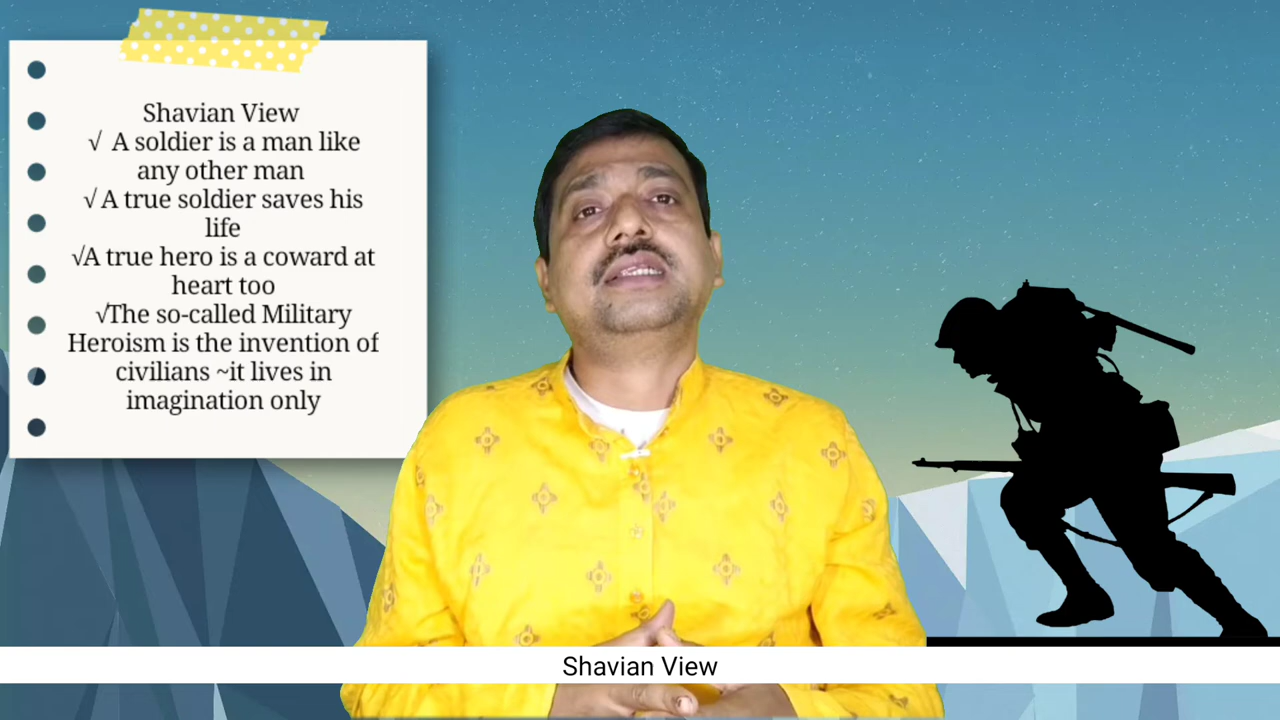 Shavian View
√ A soldier is a man like
any other man
√ A true soldier saves his
life
√A true hero is a coward at
heart too
√The so-called Military
Heroism is the invention of
civilians ~it lives in
imagination only
Shavian View